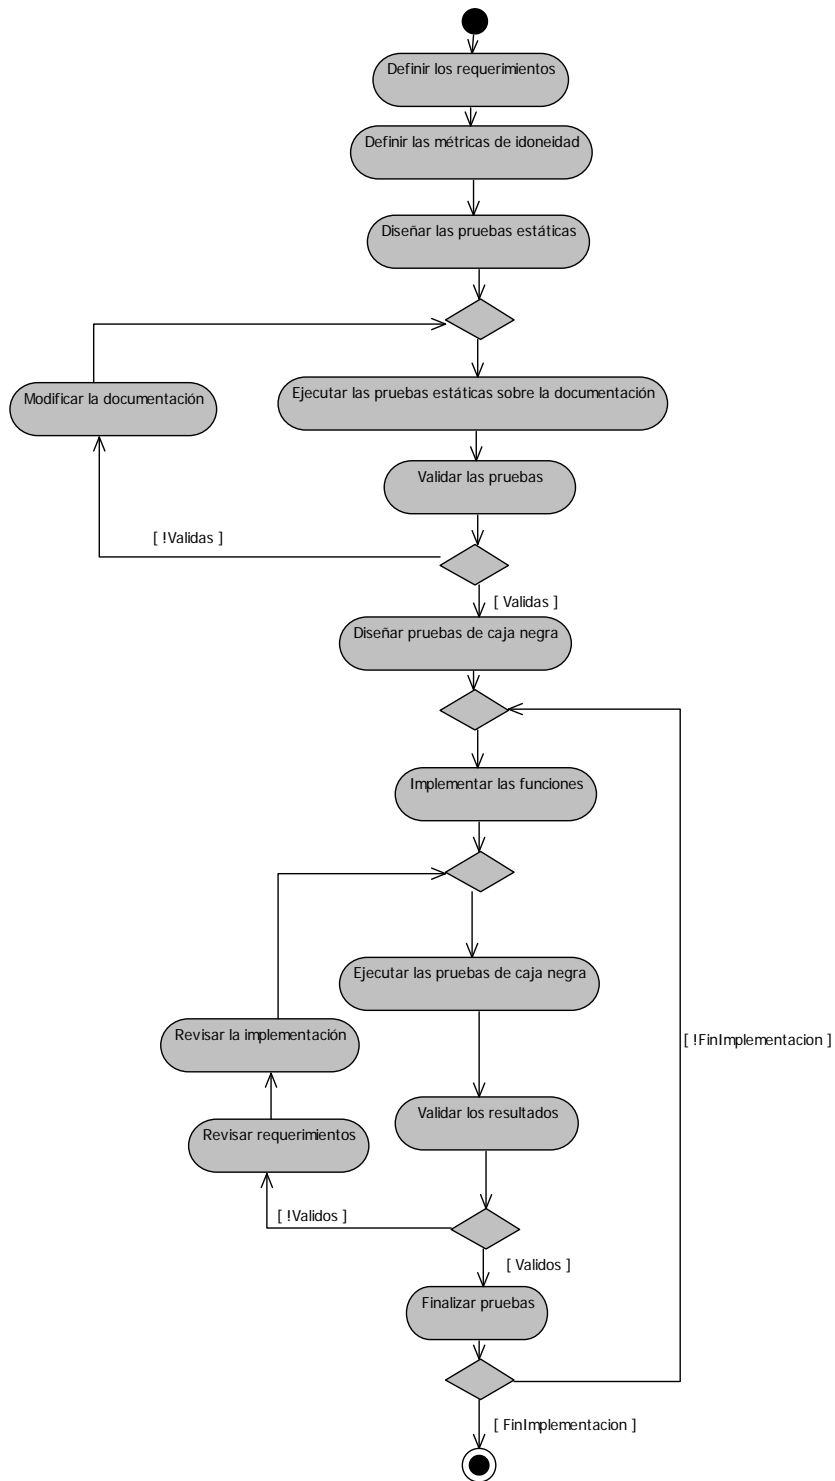 Definir los requerimientos
Definir las métricas de idoneidad
Diseñar las pruebas estáticas
Ejecutar las pruebas estáticas sobre la documentación
Modificar la documentación
Validar las pruebas
[ !Validas ]
[ Validas ]
Diseñar pruebas de caja negra
Implementar las funciones
Ejecutar las pruebas de caja negra
Revisar la implementación
[ !FinImplementacion ]
Validar los resultados
Revisar requerimientos
[ !Validos ]
[ Validos ]
Finalizar pruebas
[ FinImplementacion ]